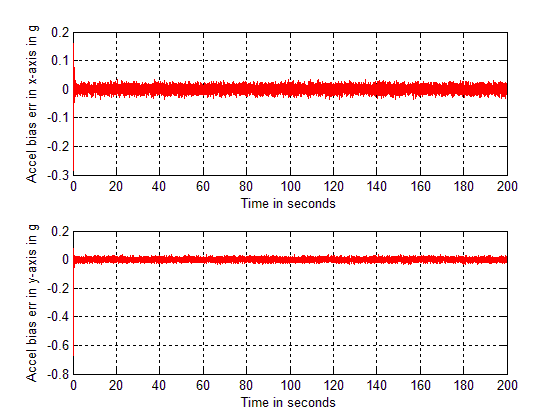 Accel bias err in x-axis in g
0.2
0.1
0
-0.1
-0.2
-0.3
0 20 40 60 80 100 120 140 160 180 200
Time in seconds
Accel bias err in y-axis in g
0.2
0
-0.2
-0.4
-0.6
-0.8
0 20 40 60 80 100 120 140 160 180 200
Time in seconds